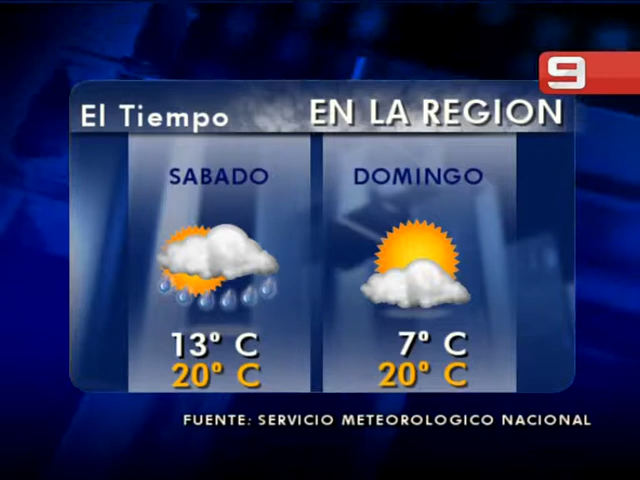 9
El Tiempo EN LA REGION
SABADO DOMINGO
13º C 7º C
20º C 20º C
FUENTE: SERVICIO METEOROLOGICO NACIONAL